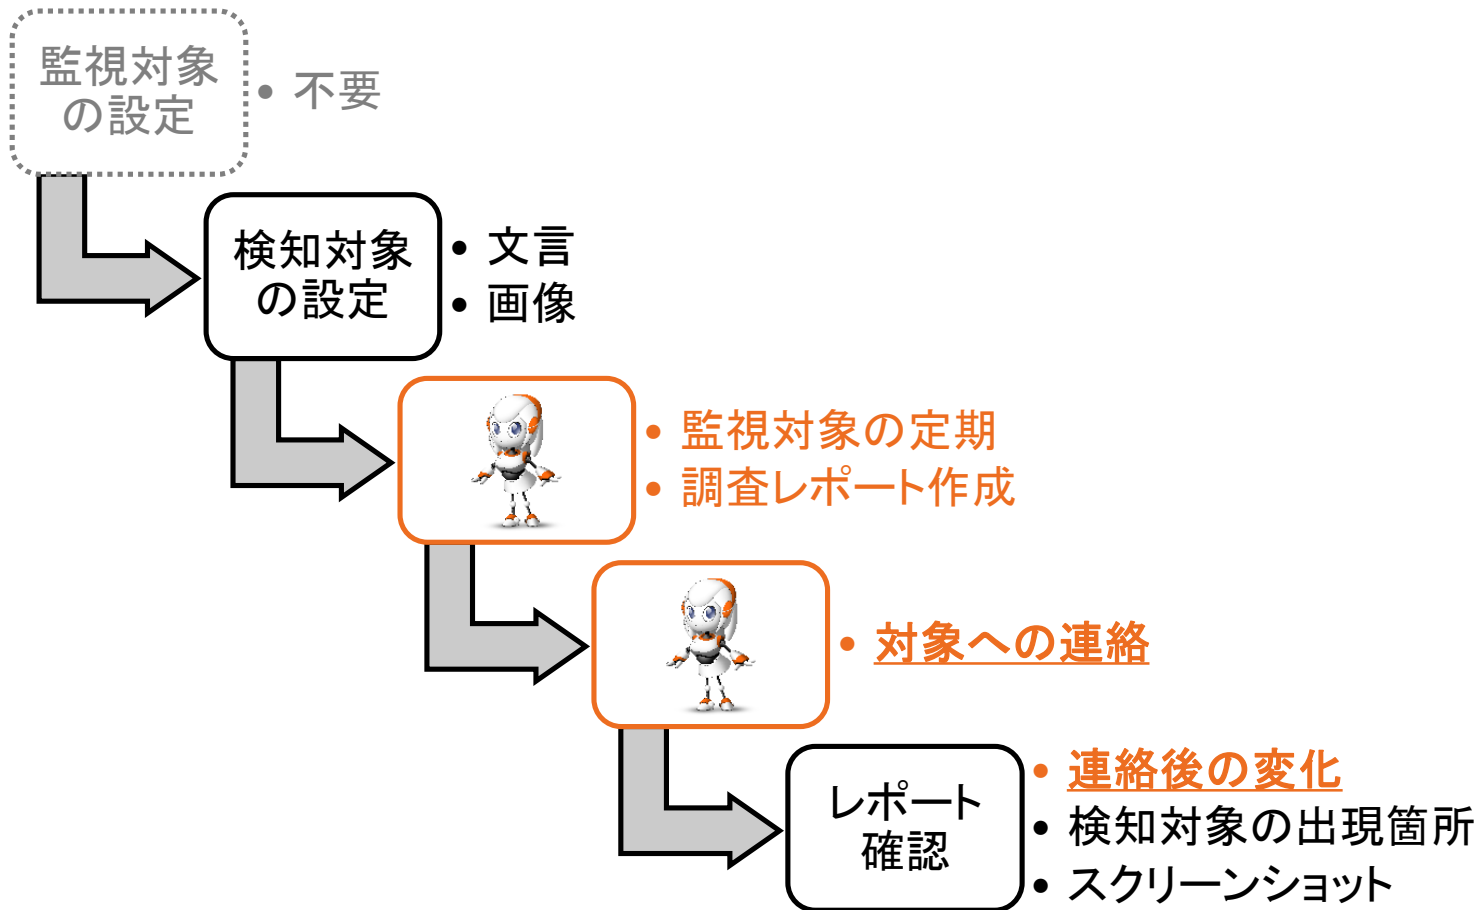 監視対象
の設定
• 不要
検知対象
の設定
• 文言
• 画像
• 監視対象の定期
• 調査レポート作成
• 対象への連絡
レポート
確認
• 連絡後の変化
• 検知対象の出現箇所
• スクリーンショット